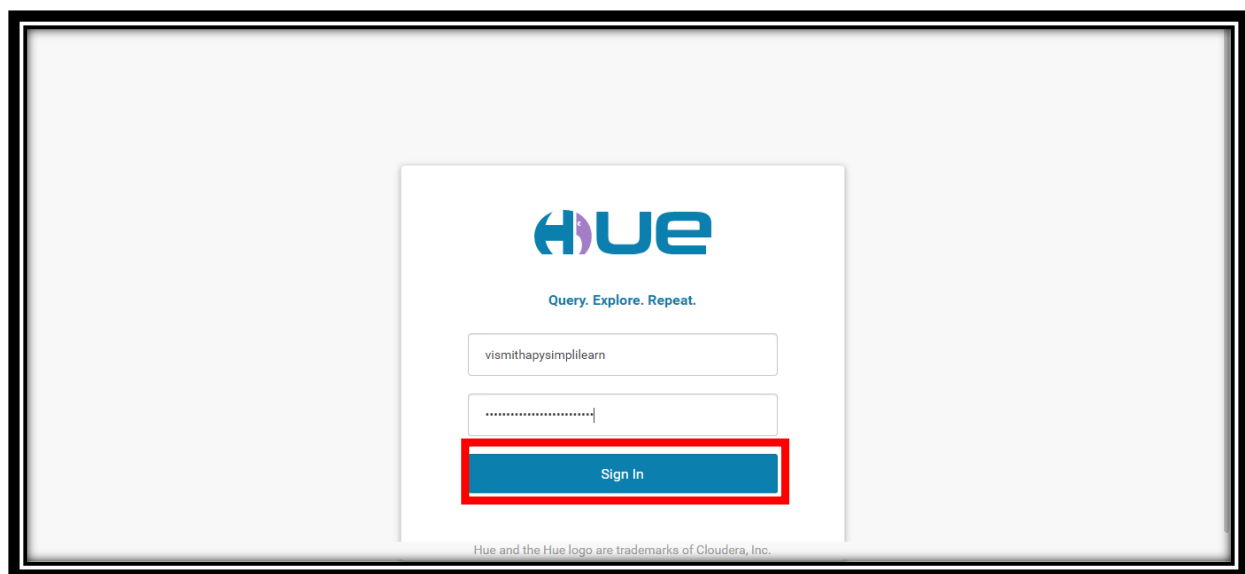 HUE
Query. Explore. Repeat.
vismithapysimplilearn
Sign In
Hue and the Hue logo are trademarks of Cloudera, Inc.